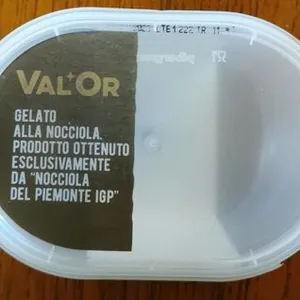 VAL'OR
GELATO
ALLA NOCCIOLA.
PRODOTTO OTTENUTO
ESCLUSIVAMENTE
DA "NOCCIOLA
DEL PIEMONTE IGP"